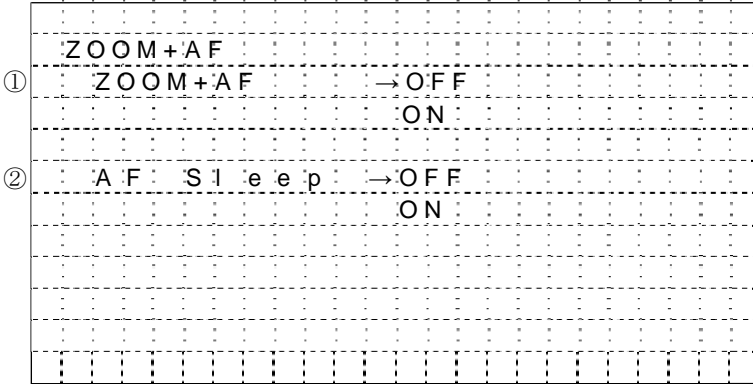 ZOOM+AF
① ZOOM+AF →OFF
ON
② AF Sleep →OFF
ON